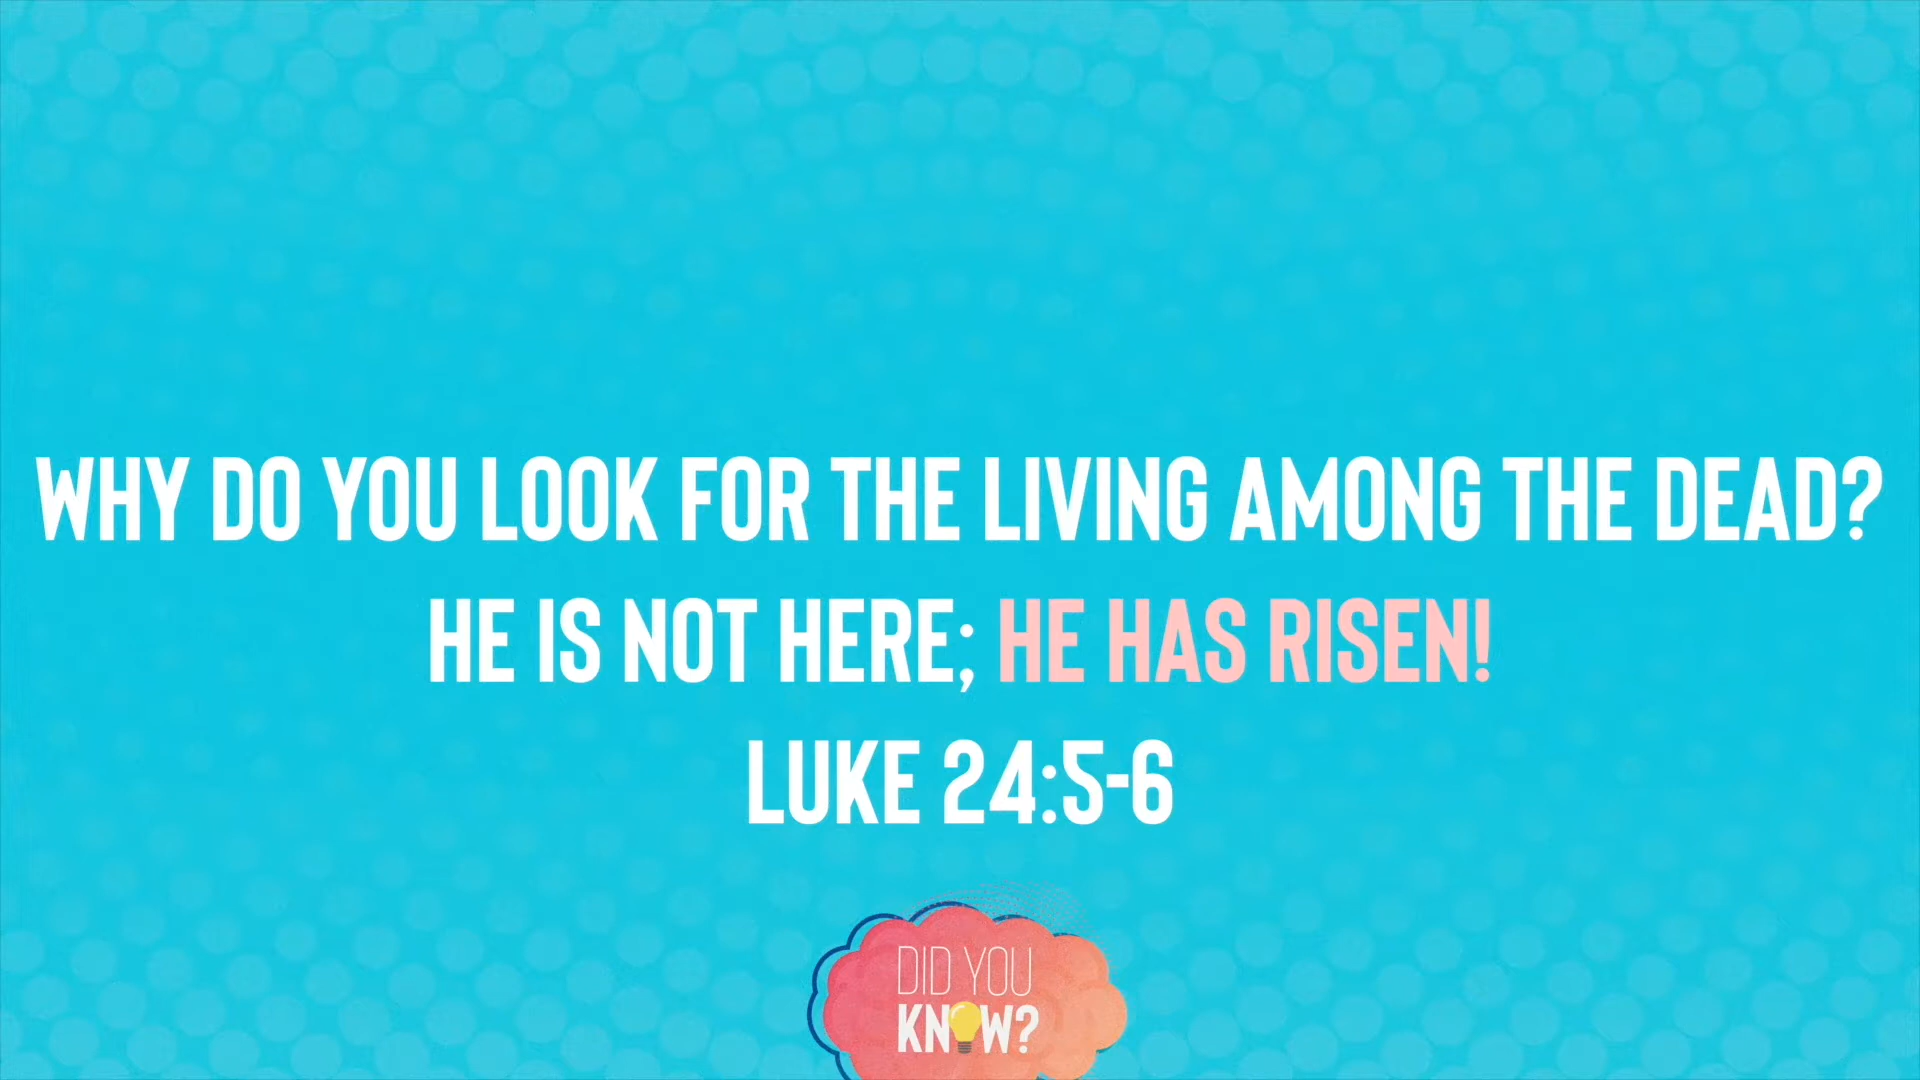 WHY DO YOU LOOK FOR THE LIVING AMONG THE DEAD?
HE IS NOT HERE; HE HAS RISEN!
LUKE 24:5-6
DID YOU
KNOW?